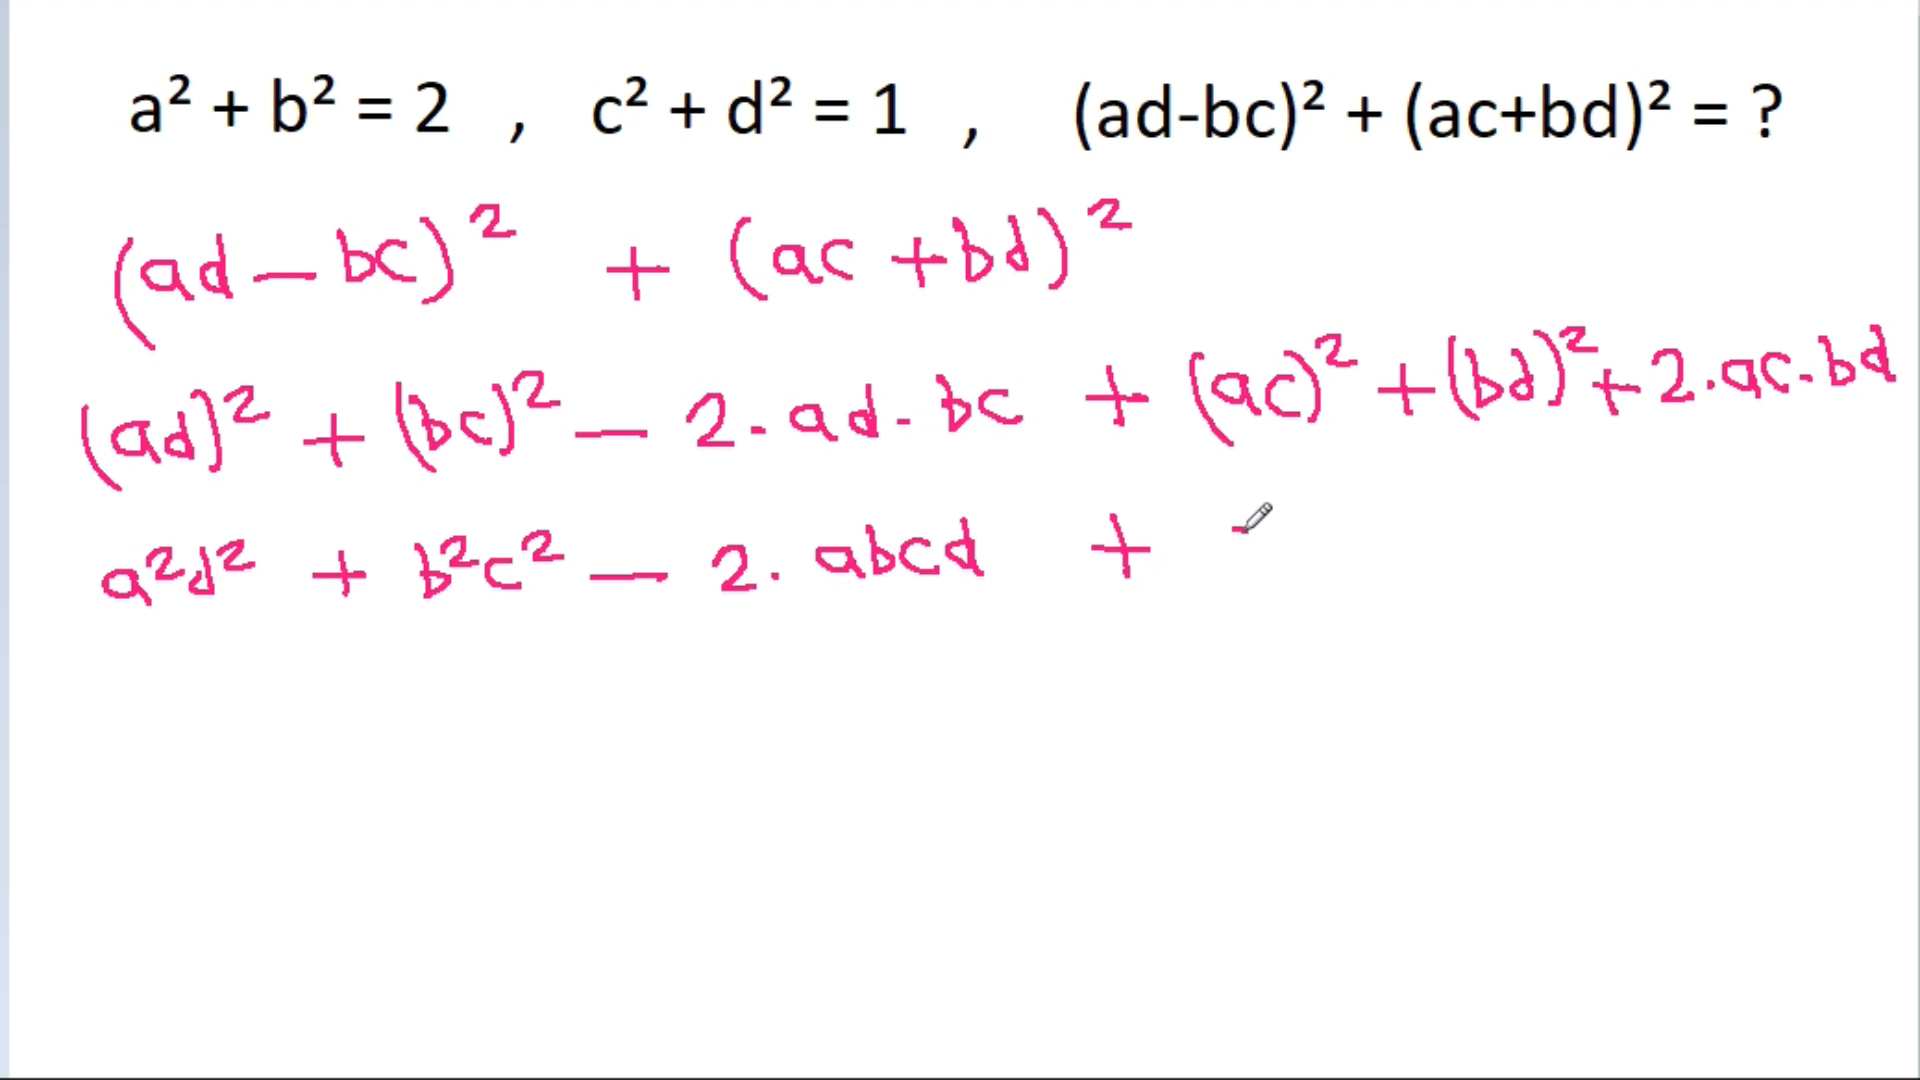 a² + b² = 2 , c² + d² = 1 , (ad-bc)² + (ac+bd)² = ?
(ad - bc)² + (ac + bd)²
(ad)² + (bc)² - 2.ad.bc + (ac)² + (bd)² + 2.ac.bd
a²d² + b²c² - 2.abcd +